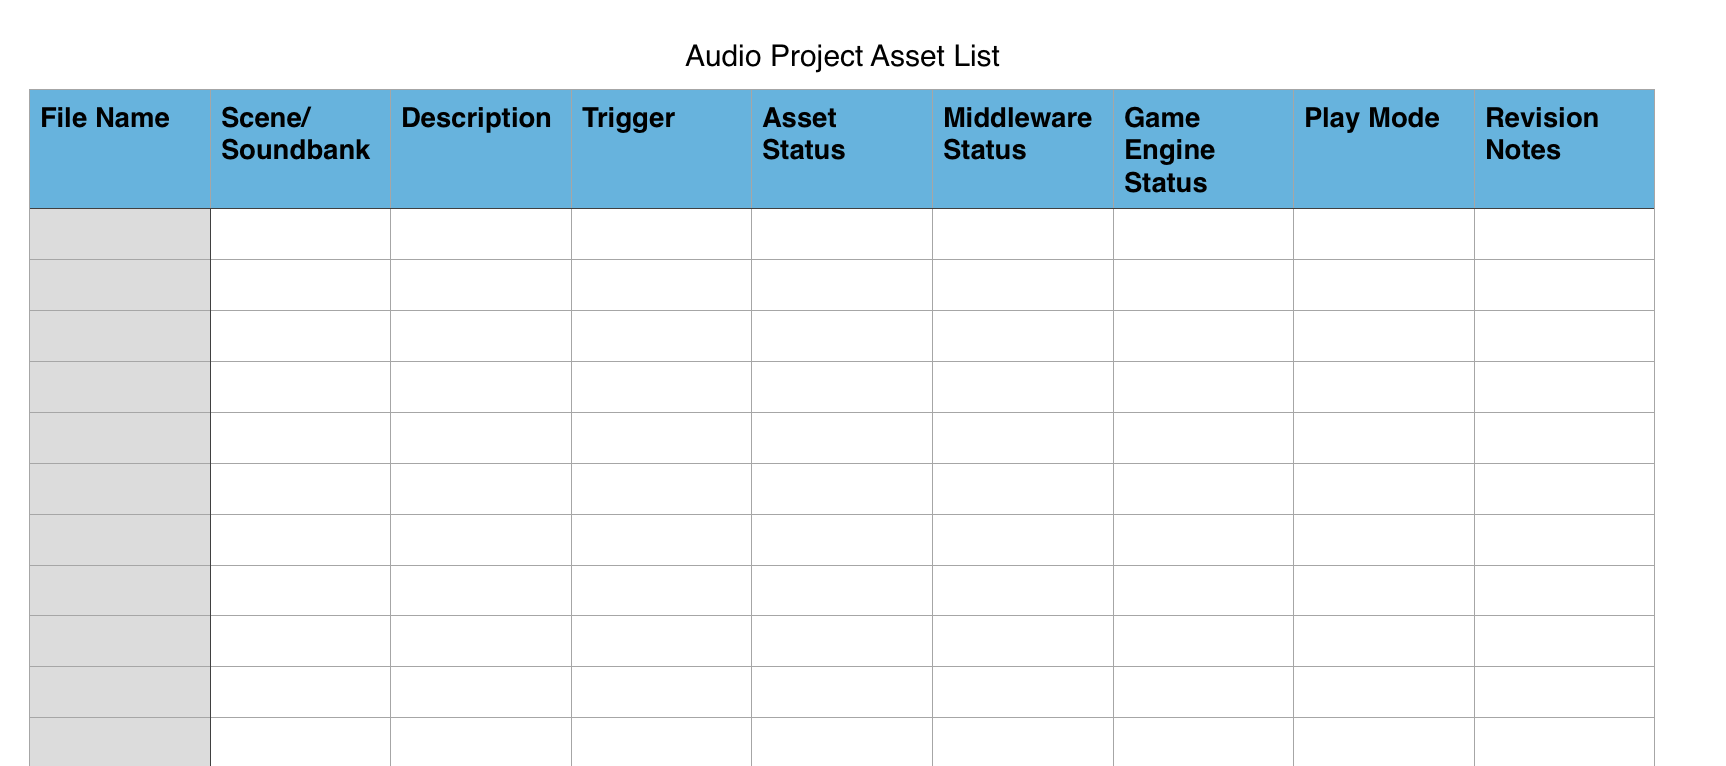 Audio Project Asset List
File Name
Scene/
Soundbank
Description
Trigger
Asset
Status
Middleware
Status
Game
Engine
Status
Play Mode
Revision
Notes